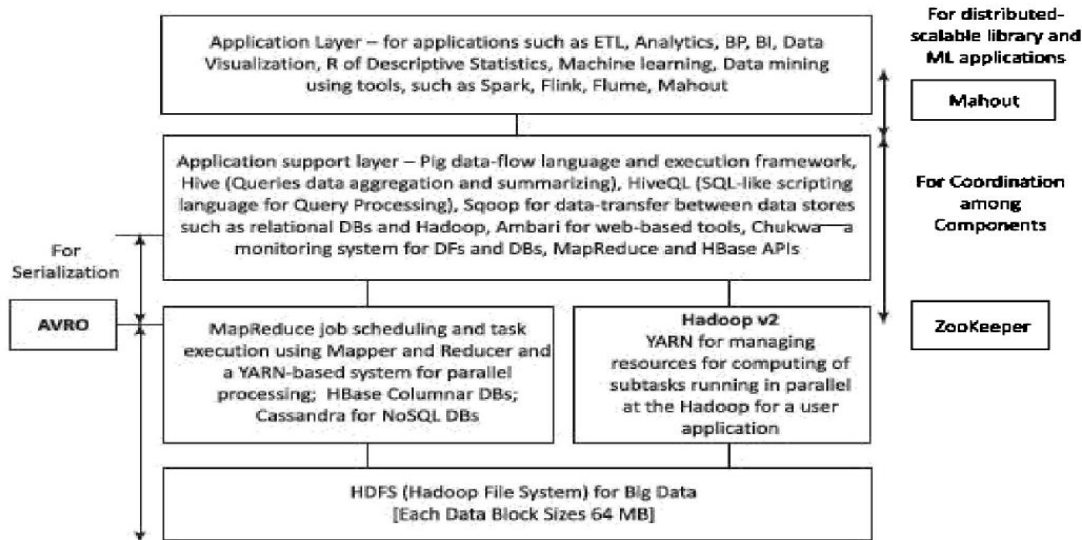 Application Layer – for applications such as ETL, Analytics, BP, BI, Data
Visualization, R of Descriptive Statistics, Machine learning, Data mining
using tools, such as Spark, Flink, Flume, Mahout
For distributed-
scalable library and
ML applications
Mahout
Application support layer – Pig data-flow language and execution framework,
Hive (Queries data aggregation and summarizing), HiveQL (SQL-like scripting
language for Query Processing), Sqoop for data-transfer between data stores
such as relational DBs and Hadoop, Ambari for web-based tools, Chukwa—a
monitoring system for DFs and DBs, MapReduce and HBase APIs
For Coordination
among
Components
ZooKeeper
For
Serialization
AVRO
MapReduce job scheduling and task
execution using Mapper and Reducer and
a YARN-based system for parallel
processing; HBase Columnar DBs;
Cassandra for NoSQL DBs
Hadoop v2
YARN for managing
resources for computing of
subtasks running in parallel
at the Hadoop for a user
application
HDFS (Hadoop File System) for Big Data
[Each Data Block Sizes 64 MB]